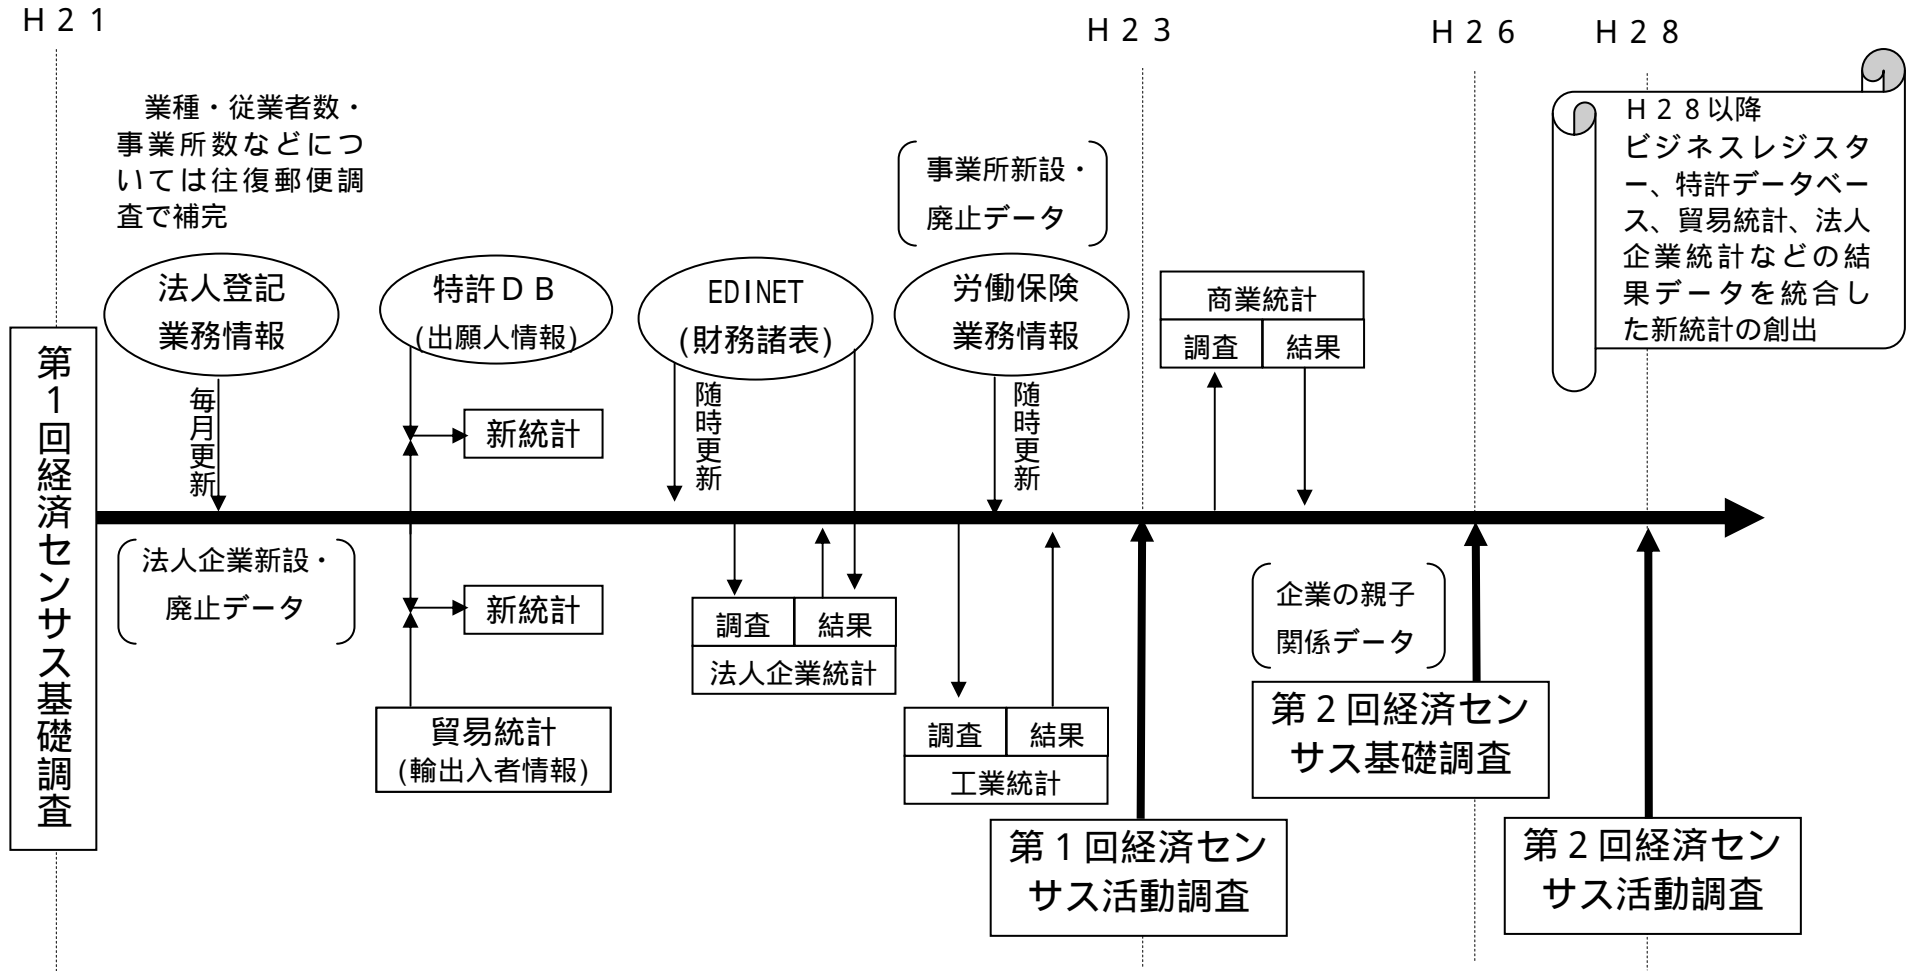 Ｈ２１
Ｈ２３
Ｈ２６
Ｈ２８
業種・従業者数・
事業所数などにつ
いては往復郵便調
査で補完
事業所新設・
廃止データ
Ｈ２８以降
ビジネスレジスタ
ー、特許データベー
ス、貿易統計、法人
企業統計などの結
果データを統合し
た新統計の創出
法人登記
業務情報
特許ＤＢ
(出願人情報)
EDINET
(財務諸表)
労働保険
業務情報
商業統計
調査
結果
第１回経済センサス基礎調査
毎月更新
新統計
随時更新
随時更新
法人企業新設・
廃止データ
新統計
調査
結果
法人企業統計
企業の親子
関係データ
貿易統計
(輸出入者情報)
調査
結果
工業統計
第２回経済セン
サス基礎調査
第１回経済セン
サス活動調査
第２回経済セン
サス活動調査